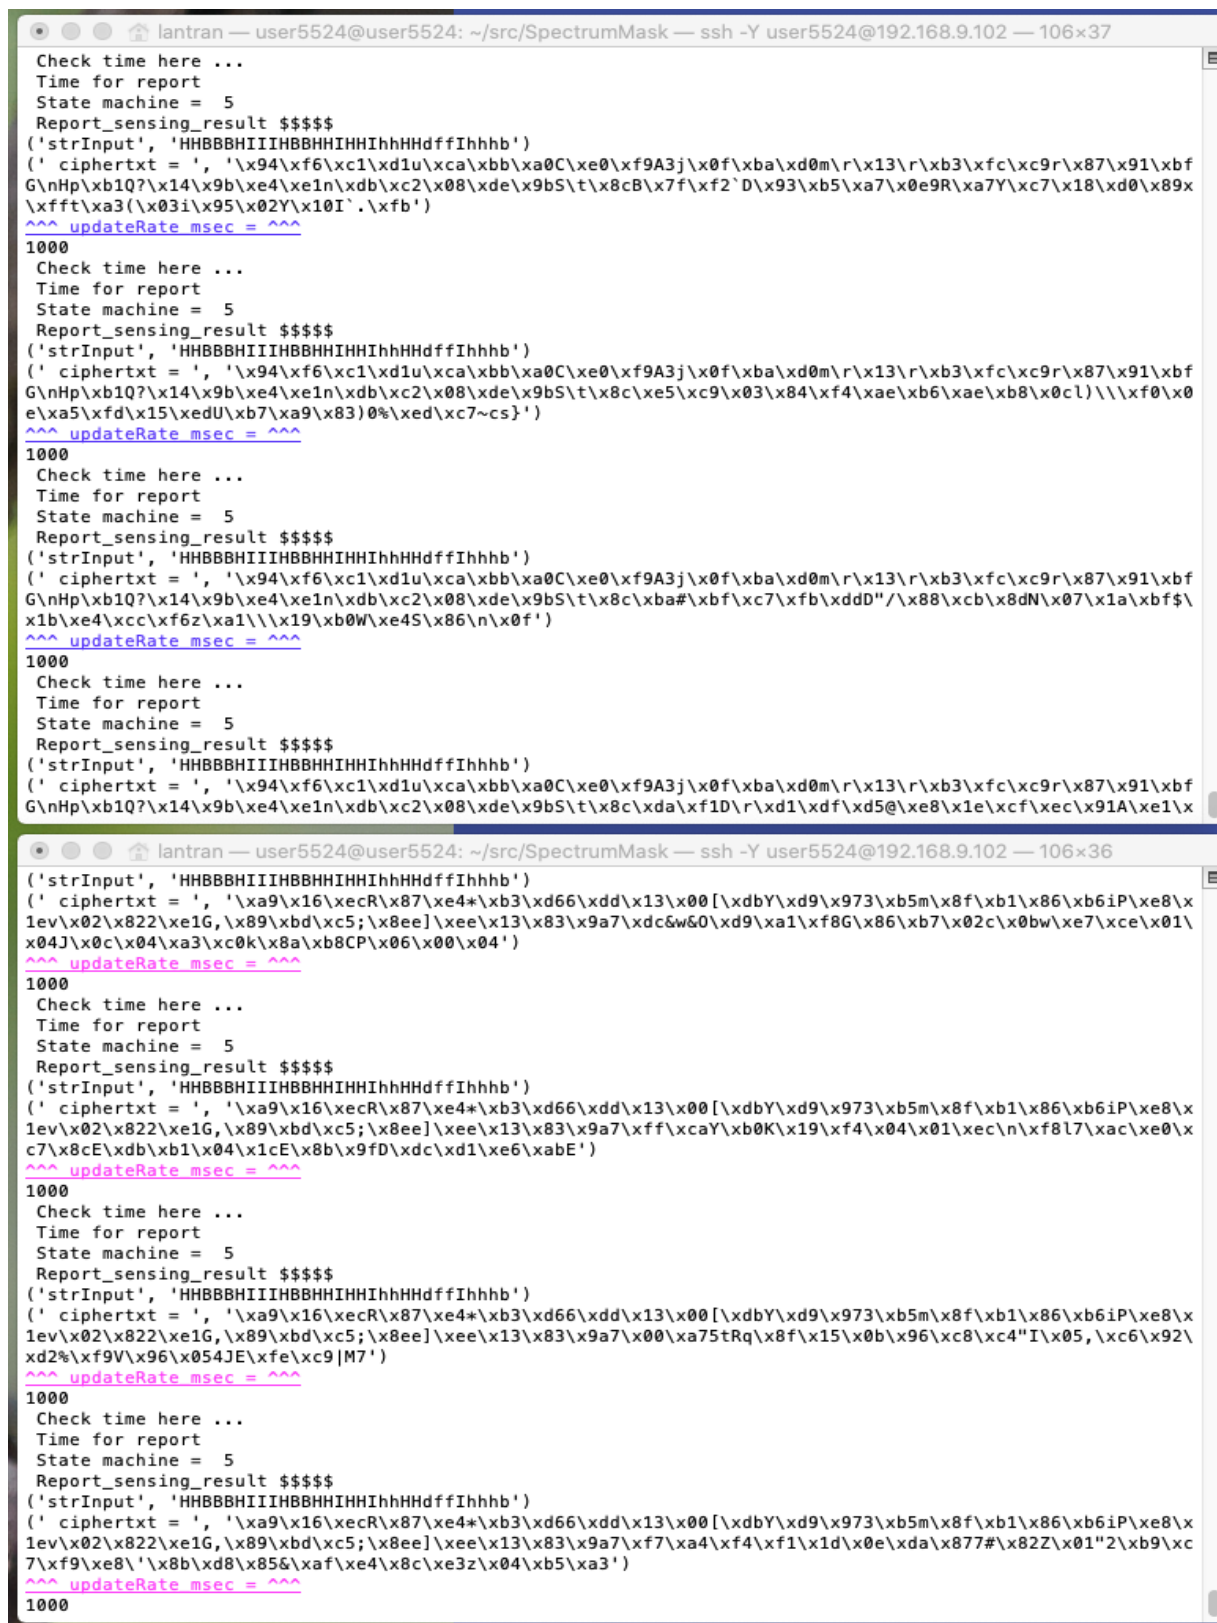 lantran — user5524@user5524: ~/src/SpectrumMask — ssh -Y user5524@192.168.9.102 — 106×37
Check time here ...
Time for report
State machine =  5
Report_sensing_result $$$$$
('strInput', 'HHBBBHIIIHBBHHIHHIhhHHdffIhhhb')
(' ciphertxt = ', '\x94\xf6\xc1\xd1u\xca\xbb\xa0C\xe0\xf9A3j\x0f\xba\xd0m\r\x13\r\xb3\xfc\xc9r\x87\x91\xbf
G\nHp\xb1Q?\x14\x9b\xe4\xe1n\xdb\xc2\x08\xde\x9bS\t\x8cB\x7f\xf2`D\x93\xb5\xa7\x0e9R\xa7Y\xc7\x18\xd0\x89x
\xfft\xa3(\x03i\x95\x02Y\x10I`.\xfb')
^^^ updateRate msec = ^^^
1000
Check time here ...
Time for report
State machine =  5
Report_sensing_result $$$$$
('strInput', 'HHBBBHIIIHBBHHIHHIhhHHdffIhhhb')
(' ciphertxt = ', '\x94\xf6\xc1\xd1u\xca\xbb\xa0C\xe0\xf9A3j\x0f\xba\xd0m\r\x13\r\xb3\xfc\xc9r\x87\x91\xbf
G\nHp\xb1Q?\x14\x9b\xe4\xe1n\xdb\xc2\x08\xde\x9bS\t\x8c\xe5\xc9\x03\x84\xf4\xae\xb6\xae\xb8\x0cl)\\\xf0\x0
e\xa5\xfd\x15\xedU\xb7\xa9\x83)0%\xed\xc7~cs}')
^^^ updateRate msec = ^^^
1000
Check time here ...
Time for report
State machine =  5
Report_sensing_result $$$$$
('strInput', 'HHBBBHIIIHBBHHIHHIhhHHdffIhhhb')
(' ciphertxt = ', '\x94\xf6\xc1\xd1u\xca\xbb\xa0C\xe0\xf9A3j\x0f\xba\xd0m\r\x13\r\xb3\xfc\xc9r\x87\x91\xbf
G\nHp\xb1Q?\x14\x9b\xe4\xe1n\xdb\xc2\x08\xde\x9bS\t\x8c\xba#\xbf\xc7\xfb\xddD"/\x88\xcb\x8dN\x07\x1a\xbf$\
x1b\xe4\xcc\xf6z\xa1\\\x19\xb0W\xe4S\x86\n\x0f')
^^^ updateRate msec = ^^^
1000
Check time here ...
Time for report
State machine =  5
Report_sensing_result $$$$$
('strInput', 'HHBBBHIIIHBBHHIHHIhhHHdffIhhhb')
(' ciphertxt = ', '\x94\xf6\xc1\xd1u\xca\xbb\xa0C\xe0\xf9A3j\x0f\xba\xd0m\r\x13\r\xb3\xfc\xc9r\x87\x91\xbf
G\nHp\xb1Q?\x14\x9b\xe4\xe1n\xdb\xc2\x08\xde\x9bS\t\x8c\xda\xf1D\r\xd1\xdf\xd5@\xe8\x1e\xcf\xec\x91A\xe1\x
lantran — user5524@user5524: ~/src/SpectrumMask — ssh -Y user5524@192.168.9.102 — 106×36
('strInput', 'HHBBBHIIIHBBHHIHHIhhHHdffIhhhb')
(' ciphertxt = ', '\xa9\x16\xecR\x87\xe4*\xb3\xd66\xdd\x13\x00[\xdbY\xd9\x973\xb5m\x8f\xb1\x86\xb6iP\xe8\x
1ev\x02\x822\xe1G,\x89\xbd\xc5;\x8ee]\xee\x13\x83\x9a7\xdc&w&O\xd9\xa1\xf8G\x86\xb7\x02c\x0bw\xe7\xce\x01\
x04J\x0c\x04\xa3\xc0k\x8a\xb8CP\x06\x00\x04')
^^^ updateRate msec = ^^^
1000
Check time here ...
Time for report
State machine =  5
Report_sensing_result $$$$$
('strInput', 'HHBBBHIIIHBBHHIHHIhhHHdffIhhhb')
(' ciphertxt = ', '\xa9\x16\xecR\x87\xe4*\xb3\xd66\xdd\x13\x00[\xdbY\xd9\x973\xb5m\x8f\xb1\x86\xb6iP\xe8\x
1ev\x02\x822\xe1G,\x89\xbd\xc5;\x8ee]\xee\x13\x83\x9a7\xff\xcaY\xb0K\x19\xf4\x04\x01\xec\n\xf8l7\xac\xe0\x
c7\x8cE\xdb\xb1\x04\x1cE\x8b\x9fD\xdc\xd1\xe6\xabE')
^^^ updateRate msec = ^^^
1000
Check time here ...
Time for report
State machine =  5
Report_sensing_result $$$$$
('strInput', 'HHBBBHIIIHBBHHIHHIhhHHdffIhhhb')
(' ciphertxt = ', '\xa9\x16\xecR\x87\xe4*\xb3\xd66\xdd\x13\x00[\xdbY\xd9\x973\xb5m\x8f\xb1\x86\xb6iP\xe8\x
1ev\x02\x822\xe1G,\x89\xbd\xc5;\x8ee]\xee\x13\x83\x9a7\x00\xa75tRq\x8f\x15\x0b\x96\xc8\xc4"I\x05,\xc6\x92\
xd2%\xf9V\x96\x054JE\xfe\xc9|M7')
^^^ updateRate msec = ^^^
1000
Check time here ...
Time for report
State machine =  5
Report_sensing_result $$$$$
('strInput', 'HHBBBHIIIHBBHHIHHIhhHHdffIhhhb')
(' ciphertxt = ', '\xa9\x16\xecR\x87\xe4*\xb3\xd66\xdd\x13\x00[\xdbY\xd9\x973\xb5m\x8f\xb1\x86\xb6iP\xe8\x
1ev\x02\x822\xe1G,\x89\xbd\xc5;\x8ee]\xee\x13\x83\x9a7\xf7\xa4\xf4\xf1\x1d\x0e\xda\x877#\x82Z\x01"2\xb9\xc
7\xf9\xe8\'\x8b\xd8\x85&\xaf\xe4\x8c\xe3z\x04\xb5\xa3')
^^^ updateRate msec = ^^^
1000